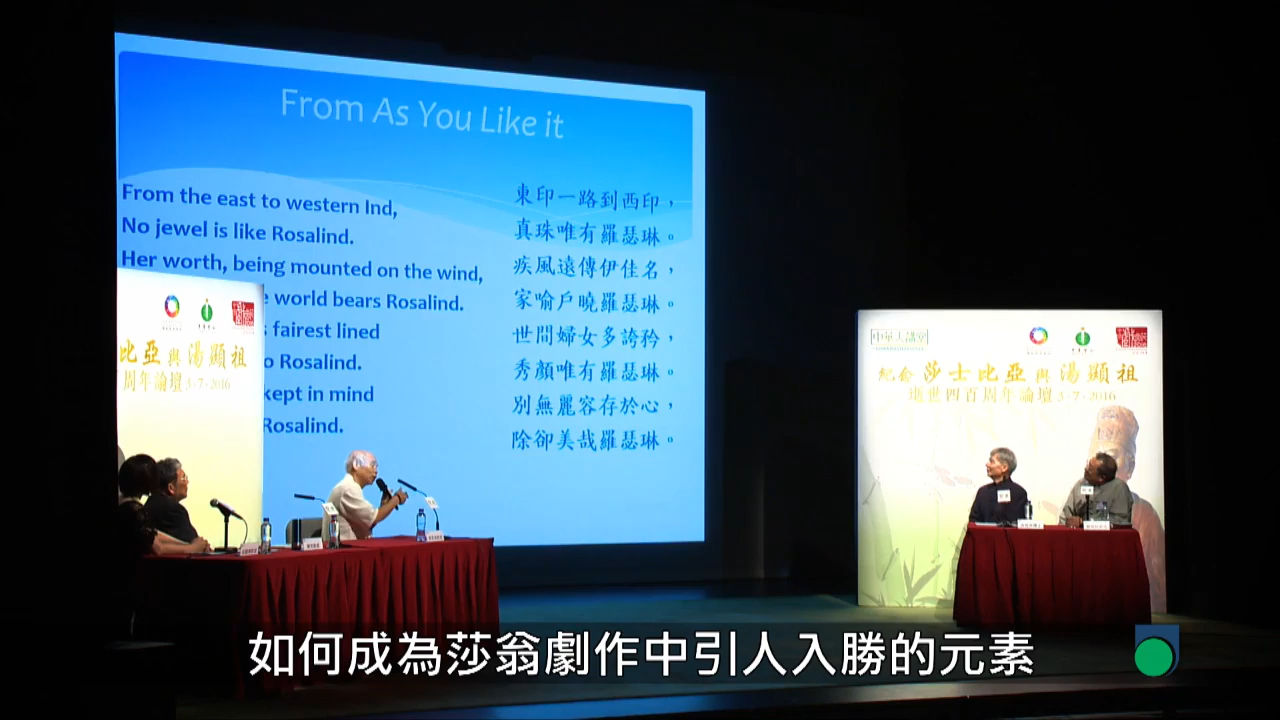 From As You Like it
From the east to western Ind,
No jewel is like Rosalind.
Her worth, being mounted on the wind,
world bears Rosalind.
fairest lined
Rosalind.
kept in mind
Rosalind.
東印一路到西印，
真珠唯有羅瑟琳。
疾風遠傳伊佳名，
家喻戶曉羅瑟琳。
世間婦女多誇矜，
秀顏唯有羅瑟琳。
別無麗容存於心，
除卻美哉羅瑟琳。
比亞與湯顯祖
周年論壇 3-7-2016
中華大講堂
紀念莎士比亞與湯顯祖
逝世四百周年論壇 3-7-2016
如何成為莎翁劇作中引人入勝的元素